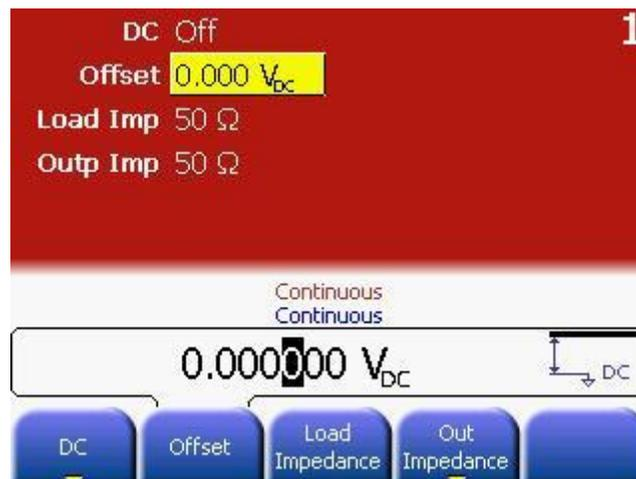 DC Off
1
Offset 0.000 VDC
Load Imp 50 Ω
Outp Imp 50 Ω
Continuous
Continuous
0.000000 VDC
DC
DC
Offset
Load
Impedance
Out
Impedance